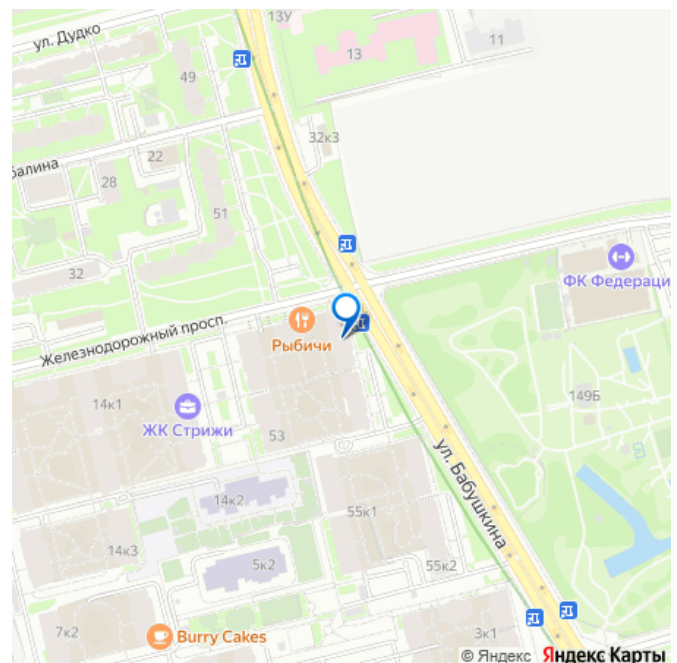 13У
ул. Дудко
11
13
49
32к3
балина
22
28
51
32
ФК Федераци
Железнодорожный просп.
Рыбичи
149Б
14к1
ЖК Стрижи
53
ул. Бабушкина
14к2
55к1
14к3
5к2
55к2
7к2
Burry Cakes
3к1
© Яндекс Яндекс Карты